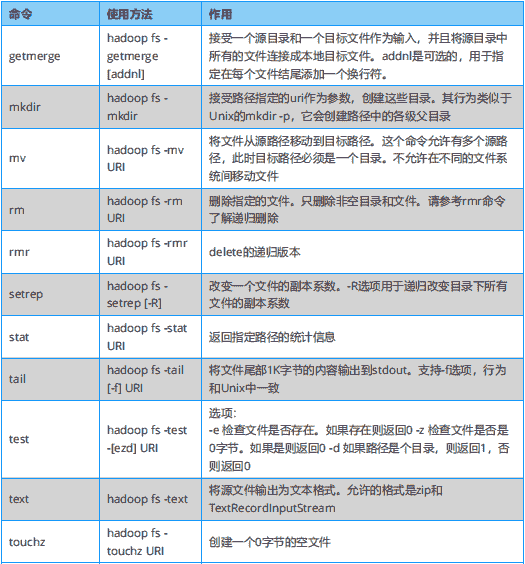 命令 使用方法 作用
getmerge
hadoop fs -
getmerge
[addnl]
接受一个源目录和一个目标文件作为输入，并且将源目录中
所有的文件连接成本地目标文件。addnl是可选的，用于指
定在每个文件结尾添加一个换行符。
mkdir
hadoop fs -
mkdir
接受路径指定的uri作为参数，创建这些目录。其行为类似于
Unix的mkdir -p，它会创建路径中的各级父目录
mv
hadoop fs -mv
URI
将文件从源路径移动到目标路径。这个命令允许有多个源路
径，此时目标路径必须是一个目录。不允许在不同的文件系
统间移动文件
rm
hadoop fs -rm
URI
删除指定的文件。只删除非空目录和文件。请参考rmr命令
了解递归删除
rmr
hadoop fs -rmr
URI
delete的递归版本
setrep
hadoop fs -
setrep [-R]
改变一个文件的副本系数。-R选项用于递归改变目录下所有
文件的副本系数
stat
hadoop fs -stat
URI
返回指定路径的统计信息
tail
hadoop fs -tail
[-f] URI
将文件尾部1K字节的内容输出到stdout。支持-f选项，行为
和Unix中一致
test
hadoop fs -test
-[ezd] URI
选项：
-e 检查文件是否存在。如果存在则返回0 -z 检查文件是否是
0字节。如果是则返回0 -d 如果路径是个目录，则返回1，否
则返回0
text
hadoop fs -text
将源文件输出为文本格式。允许的格式是zip和
TextRecordInputStream
touchz
hadoop fs -
touchz URI
创建一个0字节的空文件